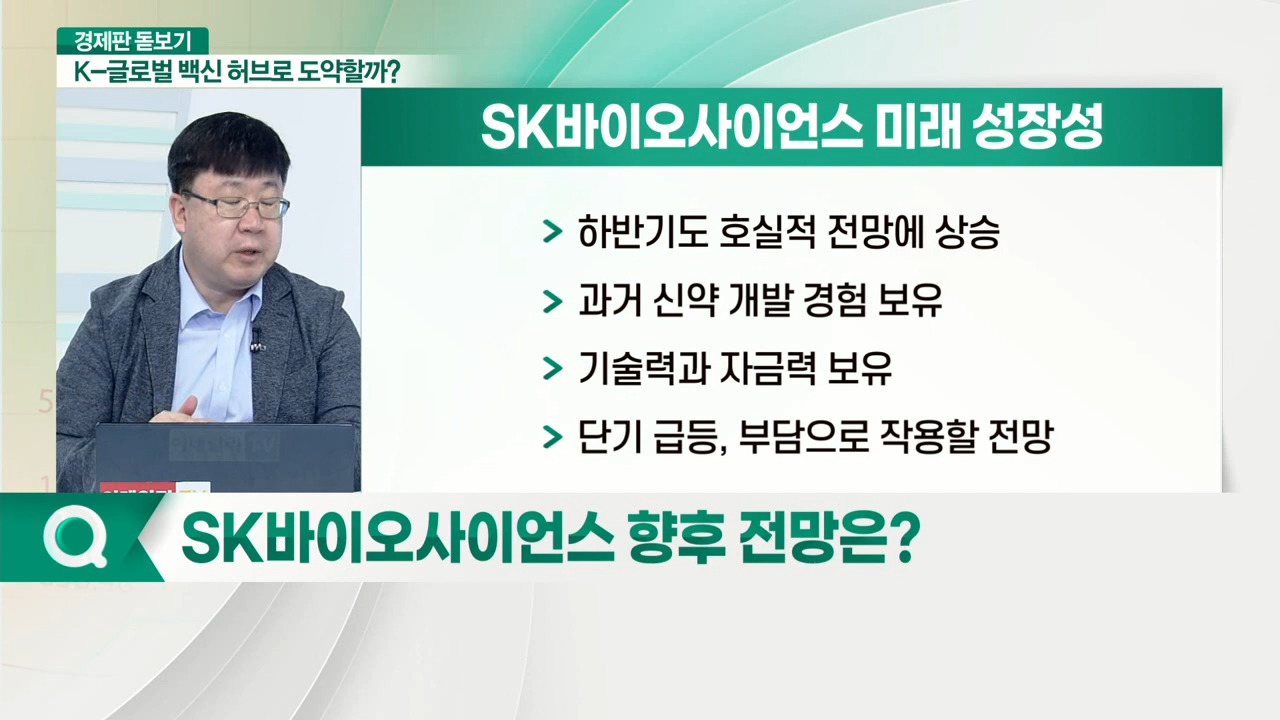 경제판 돋보기
K-글로벌 백신 허브로 도약할까?
SK바이오사이언스 미래 성장성
> 하반기도 호실적 전망에 상승
> 과거 신약 개발 경험 보유
> 기술력과 자금력 보유
> 단기 급등, 부담으로 작용할 전망
SK바이오사이언스 향후 전망은?